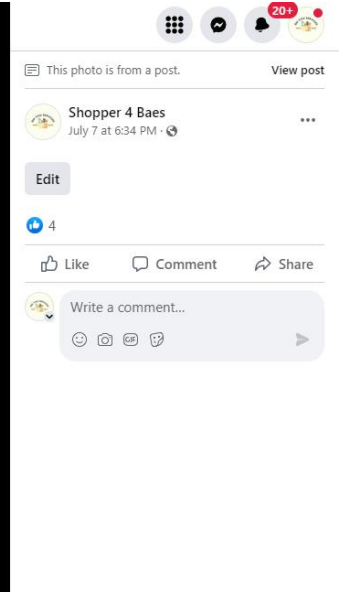 20+
This photo is from a post.
View post
Shopper 4 Baes
July 7 at 6:34 PM ·
Edit
4
Like
Comment
Share
Write a comment...
GIF